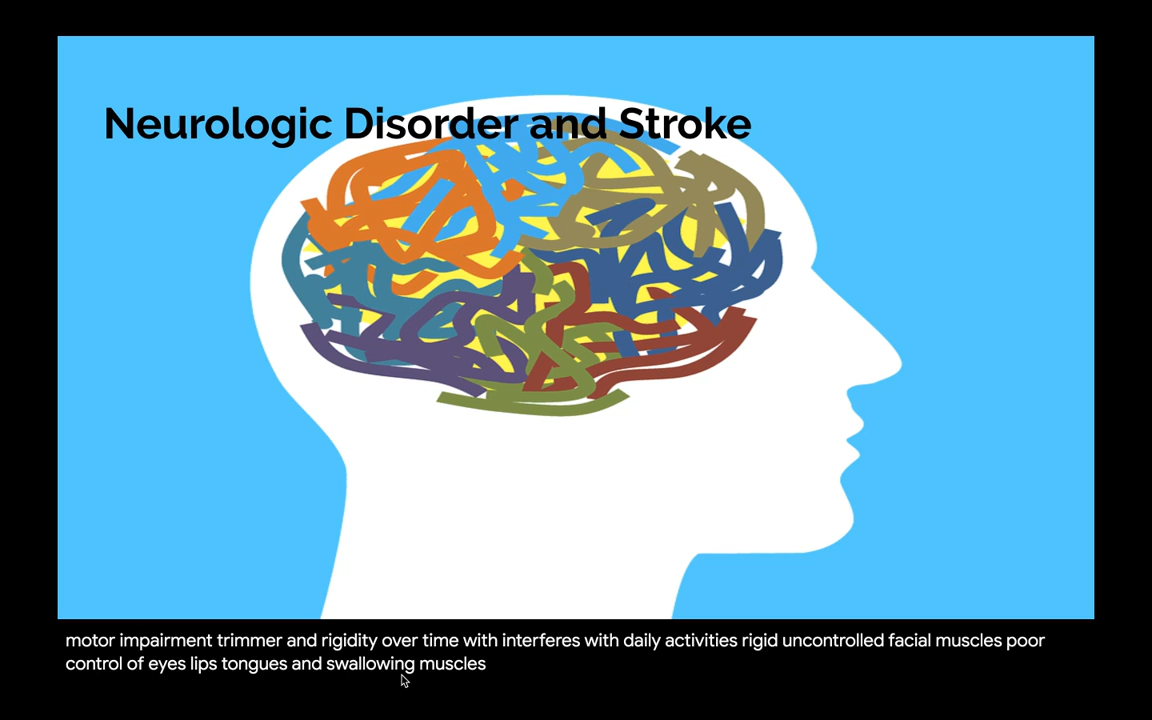 Neurologic Disorder and Stroke
motor impairment trimmer and rigidity over time with interferes with daily activities rigid uncontrolled facial muscles poor
control of eyes lips tongues and swallowing muscles